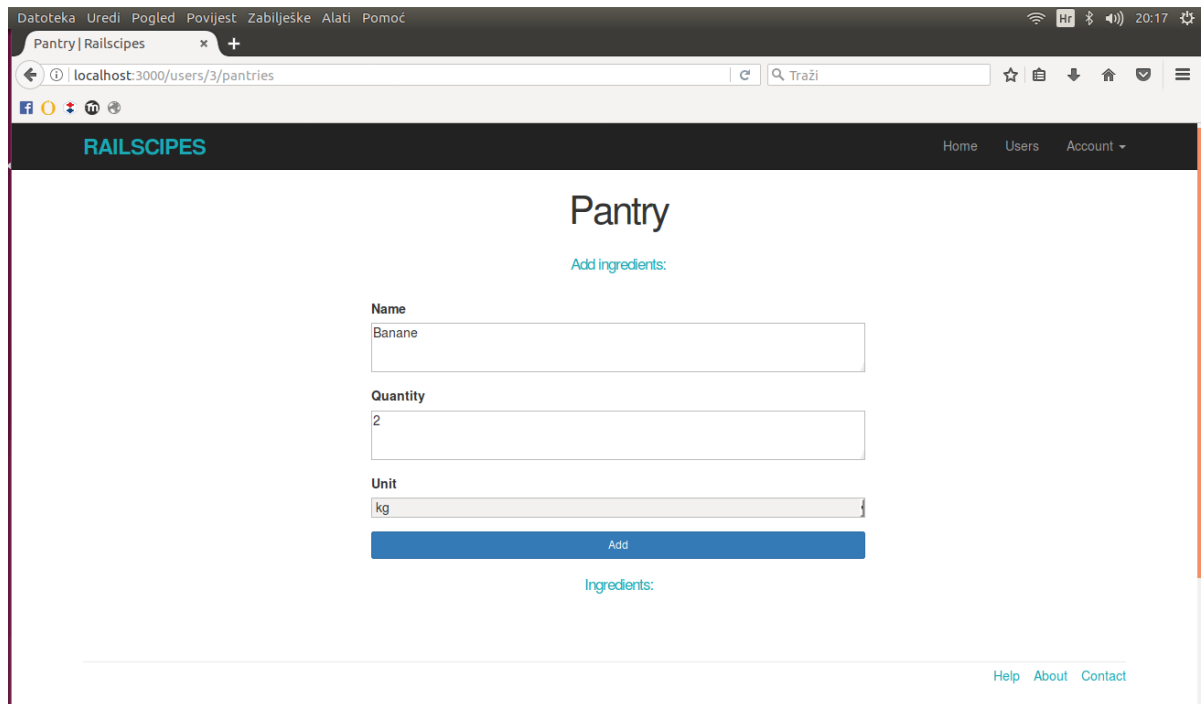 Datoteka Uredi Pogled Povijest Zabilješke Alati Pomoć Hr 20:17
Pantry | Railscipes
localhost:3000/users/3/pantries Traži
RAILSCIPES Home Users Account
Pantry
Add ingredients:
Name
Banane
Quantity
2
Unit
kg
Add
Ingredients:
Help About Contact